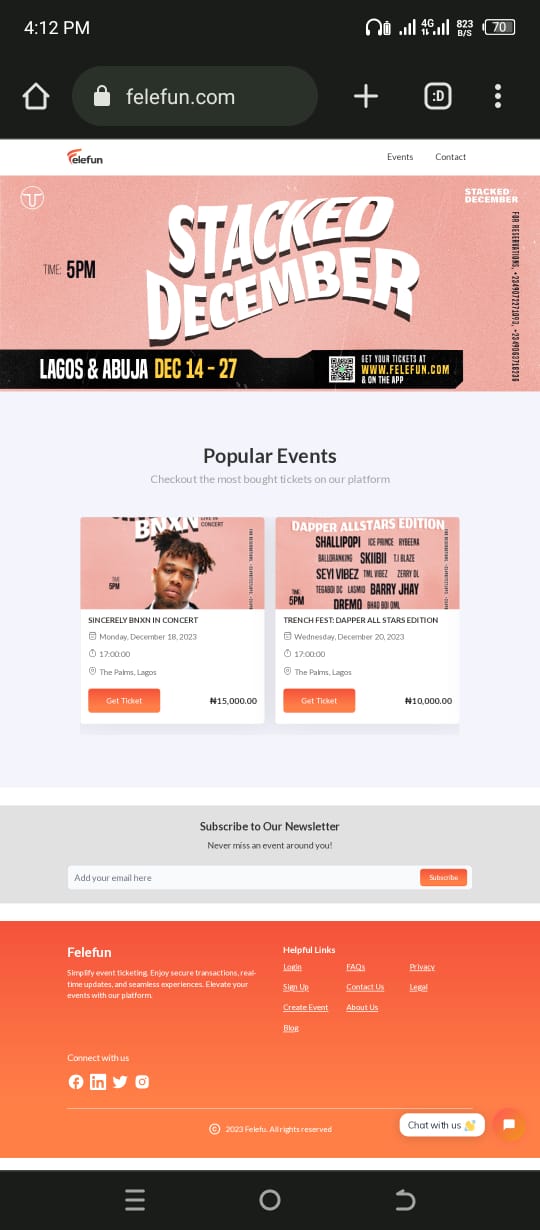 4:12 PM
4G
823
B/S
70
felefun.com
:D
Felefun
Events
Contact
STACKED
DECEMBER
STACKED
DECEMBER
TIME: 5PM
LAGOS & ABUJA DEC 14 - 27
GET YOUR TICKETS AT
WWW.FELEFUN.COM
& ON THE APP
Popular Events
Checkout the most bought tickets on our platform
BNXN
LIVE IN
CONCERT
TIME:
5PM
DAPPER ALLSTARS EDITION
SHALLIPOPI ICE PRINCE RYBEENA
BALLORANKING SKIIBII T.I BLAZE
SEYI VIBEZ TML VIBEZ ZERRY DL
TEGABOI DC LASMID BARRY JHAY
TIME:
5PM
DREMO BHAD BOI OML
SINCERELY BNXN IN CONCERT
Monday, December 18, 2023
17:00:00
The Palms, Lagos
Get Ticket
₦15,000.00
TRENCH FEST: DAPPER ALL STARS EDITION
Wednesday, December 20, 2023
17:00:00
The Palms, Lagos
Get Ticket
₦10,000.00
Subscribe to Our Newsletter
Never miss an event around you!
Add your email here
Subscribe
Felefun
Simplify event ticketing. Enjoy secure transactions, real-
time updates, and seamless experiences. Elevate your
events with our platform.
Helpful Links
Login
FAQs
Privacy
Sign Up
Contact Us
Legal
Create Event
About Us
Blog
Connect with us
© 2023 Felefu. All rights reserved
Chat with us 👋